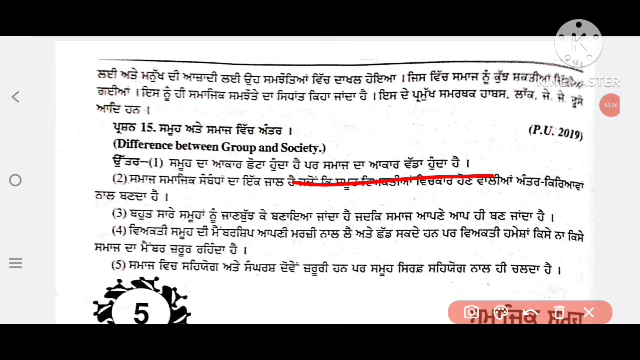 ਲਈ ਅਤੇ ਮਨੁੱਖ ਦੀ ਆਜ਼ਾਦੀ ਲਈ ਉਹ ਸਮਝੌਤਿਆਂ ਵਿੱਚ ਦਾਖਲ ਹੋਇਆ । ਜਿਸ ਵਿੱਚ ਸਮਾਜ ਨੂੰ ਕੁੱਝ ਸ਼ਕਤੀਆਂ
ਗਈਆਂ । ਇਸ ਨੂੰ ਹੀ ਸਮਾਜਿਕ ਸਮਝੌਤੇ ਦਾ ਸਿਧਾਂਤ ਕਿਹਾ ਜਾਂਦਾ ਹੈ । ਇਸ ਦੇ ਪ੍ਰਮੁੱਖ ਸਮਰਥਕ ਹਾਬਸ. ਲਾੱਕ, ਜੇ. ਜੇ. ਰੂਸੋ
ਆਦਿ ਹਨ ।
ਪ੍ਰਸ਼ਨ 15. ਸਮੂਹ ਅਤੇ ਸਮਾਜ ਵਿੱਚ ਅੰਤਰ । (P.U. 2019)
(Difference between Group and Society.)
ਉੱਤਰ-(1) ਸਮੂਹ ਦਾ ਆਕਾਰ ਛੋਟਾ ਹੁੰਦਾ ਹੈ ਪਰ ਸਮਾਜ ਦਾ ਆਕਾਰ ਵੱਡਾ ਹੁੰਦਾ ਹੈ ।
(2) ਸਮਾਜ ਸਮਾਜਿਕ ਸੰਬੰਧਾਂ ਦਾ ਇੱਕ ਜਾਲ ਹੈ ਜਦੋਂ ਕਿ ਸਮੂਹ ਵਿਅਕਤੀਆਂ ਵਿਚਕਾਰ ਹੋਣ ਵਾਲੀਆਂ ਅੰਤਰ-ਕਿਰਿਆਵਾਂ
ਨਾਲ ਬਣਦਾ ਹੈ ।
(3) ਬਹੁਤ ਸਾਰੇ ਸਮੂਹਾਂ ਨੂੰ ਜਾਣਬੁੱਝ ਕੇ ਬਣਾਇਆ ਜਾਂਦਾ ਹੈ ਜਦਕਿ ਸਮਾਜ ਆਪਣੇ ਆਪ ਹੀ ਬਣ ਜਾਂਦਾ ਹੈ ।
(4) ਵਿਅਕਤੀ ਸਮੂਹ ਦੀ ਮੈਂਬਰਸ਼ਿਪ ਆਪਣੀ ਮਰਜ਼ੀ ਨਾਲ ਲੈ ਅਤੇ ਛੱਡ ਸਕਦੇ ਹਨ ਪਰ ਵਿਅਕਤੀ ਹਮੇਸ਼ਾਂ ਕਿਸੇ ਨਾ ਕਿਸੇ
ਸਮਾਜ ਦਾ ਮੈਂਬਰ ਜ਼ਰੂਰ ਰਹਿੰਦਾ ਹੈ ।
(5) ਸਮਾਜ ਵਿਚ ਸਹਿਯੋਗ ਅਤੇ ਸੰਘਰਸ਼ ਦੋਵੇਂ ਜ਼ਰੂਰੀ ਹਨ ਪਰ ਸਮੂਹ ਸਿਰਫ਼ ਸਹਿਯੋਗ ਨਾਲ ਹੀ ਚਲਦਾ ਹੈ ।
5